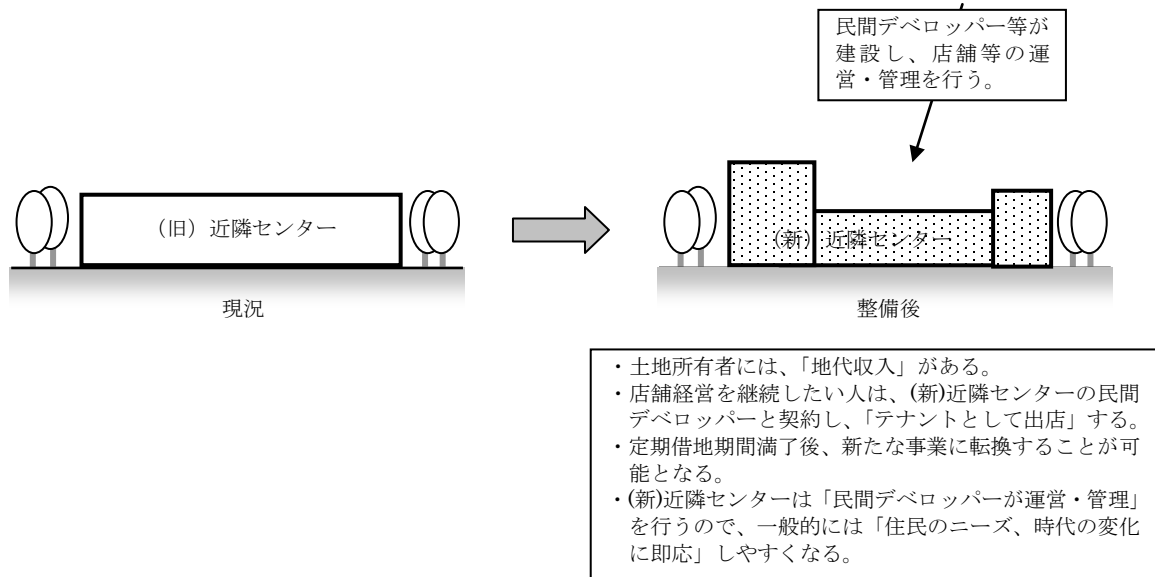 民間デベロッパー等が
建設し、店舗等の運
営・管理を行う。
（旧）近隣センター
（新）近隣センター
現況
整備後
・土地所有者には、「地代収入」がある。
・店舗経営を継続したい人は、(新)近隣センターの民間
デベロッパーと契約し、「テナントとして出店」する。
・定期借地期間満了後、新たな事業に転換することが可
能となる。
・(新)近隣センターは「民間デベロッパーが運営・管理」
を行うので、一般的には「住民のニーズ、時代の変化
に即応」しやすくなる。